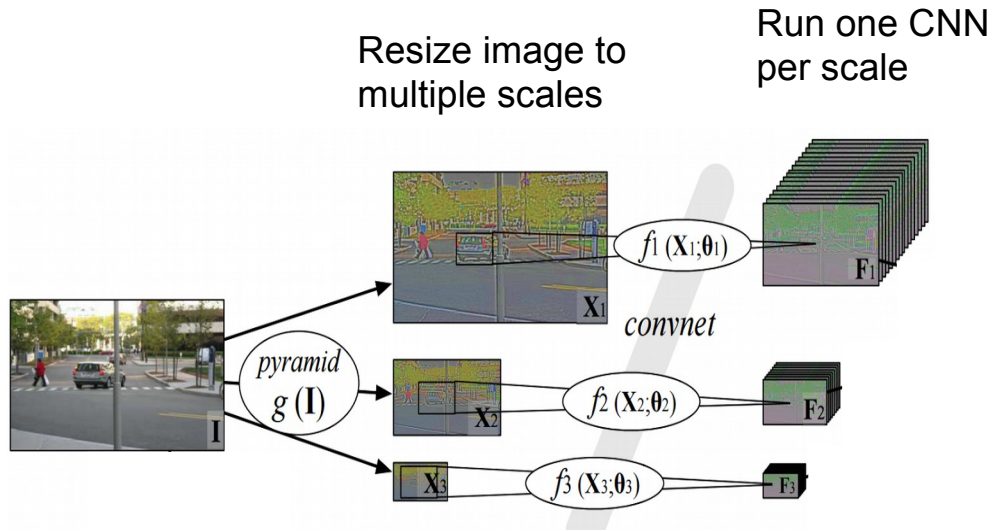 Resize image to
multiple scales
Run one CNN
per scale
I
pyramid
g (I)
X1
f1 (X1;θ1)
F1
convnet
X2
f2 (X2;θ2)
F2
X3
f3 (X3;θ3)
F3